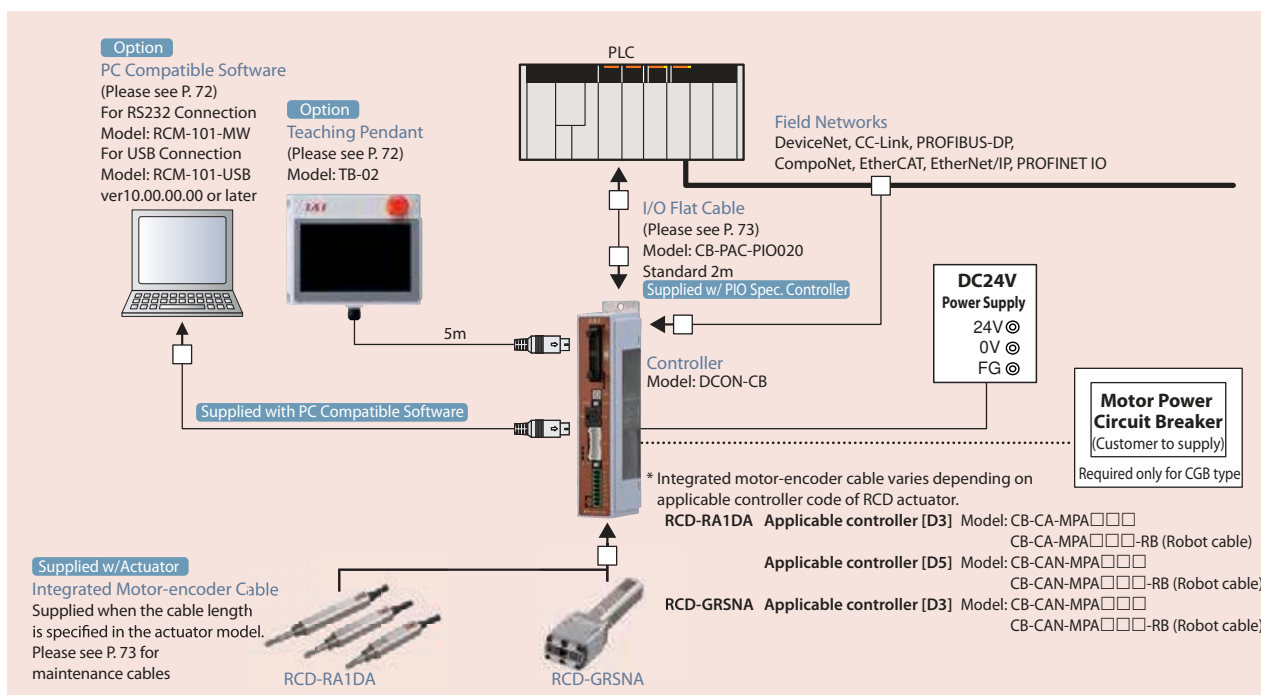 Option
PC Compatible Software
(Please see P. 72)
For RS232 Connection
Model: RCM-101-MW
For USB Connection
Model: RCM-101-USB
ver10.00.00.00 or later
Option
Teaching Pendant
(Please see P. 72)
Model: TB-02
IAI
PLC
Field Networks
DeviceNet, CC-Link, PROFIBUS-DP,
CompoNet, EtherCAT, EtherNet/IP, PROFINET IO
I/O Flat Cable
(Please see P. 73)
Model: CB-PAC-PIO020
Standard 2m
Supplied w/ PIO Spec. Controller
5m
Controller
Model: DCON-CB
DC24V
Power Supply
24V
0V
FG
Supplied with PC Compatible Software
Motor Power
Circuit Breaker
(Customer to supply)
Required only for CGB type
* Integrated motor-encoder cable varies depending on
applicable controller code of RCD actuator.
RCD-RA1DA Applicable controller [D3] Model: CB-CA-MPA□□□
CB-CA-MPA□□□-RB (Robot cable)
Applicable controller [D5] Model: CB-CAN-MPA□□□
CB-CAN-MPA□□□-RB (Robot cable)
RCD-GRSNA Applicable controller [D3] Model: CB-CAN-MPA□□□
CB-CAN-MPA□□□-RB (Robot cable)
Supplied w/Actuator
Integrated Motor-encoder Cable
Supplied when the cable length
is specified in the actuator model.
Please see P. 73 for
maintenance cables
RCD-RA1DA
RCD-GRSNA